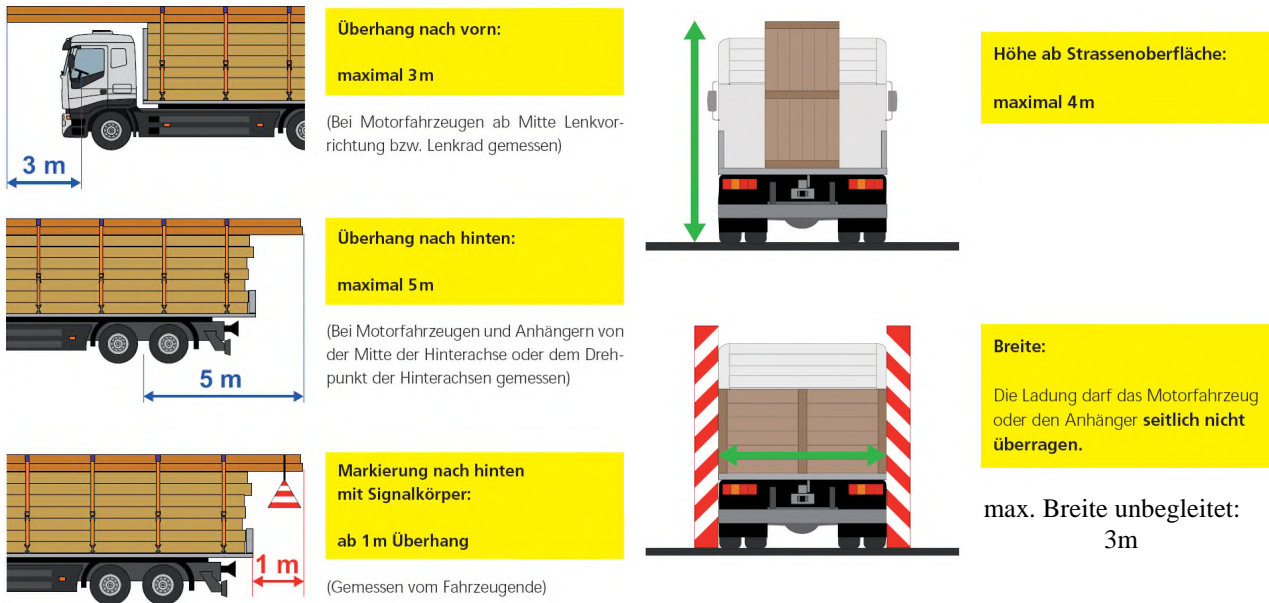 Überhang nach vorn:
maximal 3 m
(Bei Motorfahrzeugen ab Mitte Lenkvor-
richtung bzw. Lenkrad gemessen)
3 m
Überhang nach hinten:
maximal 5 m
(Bei Motorfahrzeugen und Anhängern von
der Mitte der Hinterachse oder dem Dreh-
punkt der Hinterachsen gemessen)
5 m
Markierung nach hinten
mit Signalkörper:
ab 1 m Überhang
(Gemessen vom Fahrzeugende)
1 m
Höhe ab Strassenoberfläche:
maximal 4 m
Breite:
Die Ladung darf das Motorfahrzeug
oder den Anhänger seitlich nicht
überragen.
max. Breite unbegleitet:
3m